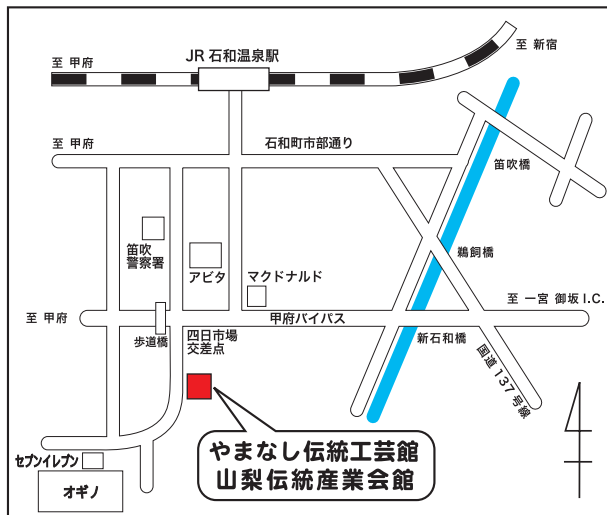 至 甲府
JR 石和温泉駅
至 新宿
至 甲府
石和町市部通り
笛吹橋
笛吹
警察署
アピタ
マクドナルド
鵜飼橋
至 一宮 御坂 I.C.
至 甲府
甲府バイパス
歩道橋
四日市場
交差点
新石和橋
国道137号線
やまなし伝統工芸館
山梨伝統産業会館
セブンイレブン
オギノ